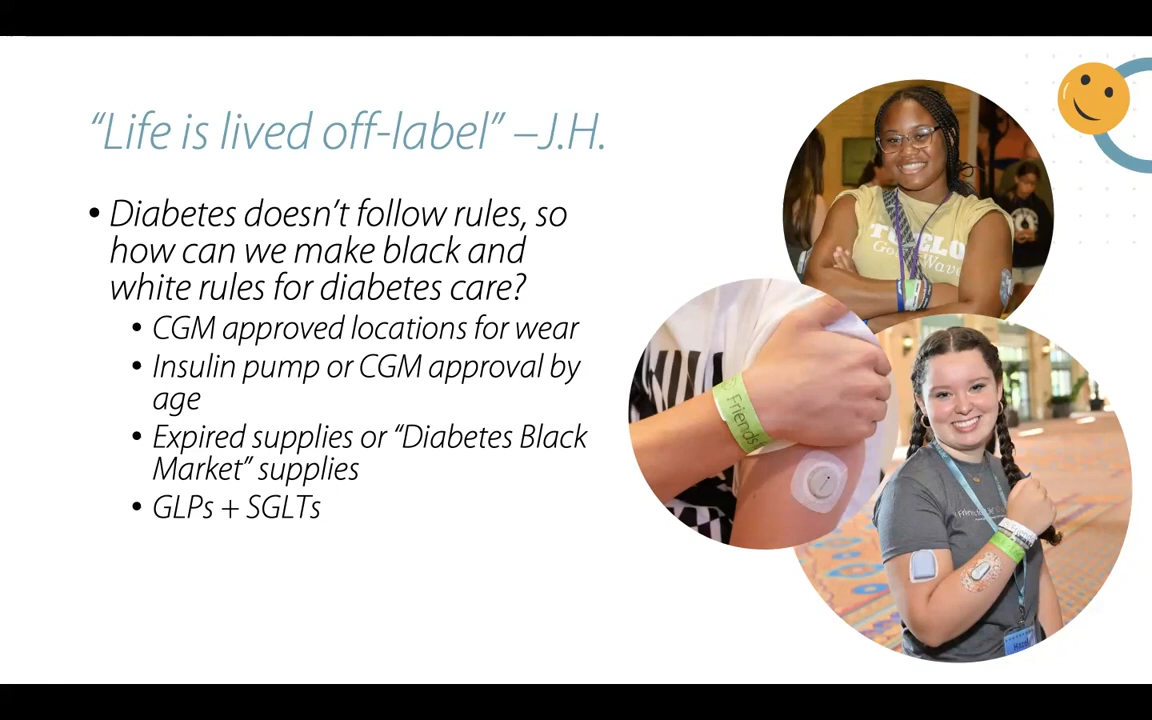 “Life is lived off-label” –J.H.
• Diabetes doesn’t follow rules, so
how can we make black and
white rules for diabetes care?
• CGM approved locations for wear
• Insulin pump or CGM approval by
age
• Expired supplies or “Diabetes Black
Market” supplies
• GLPs + SGLTs
Friends